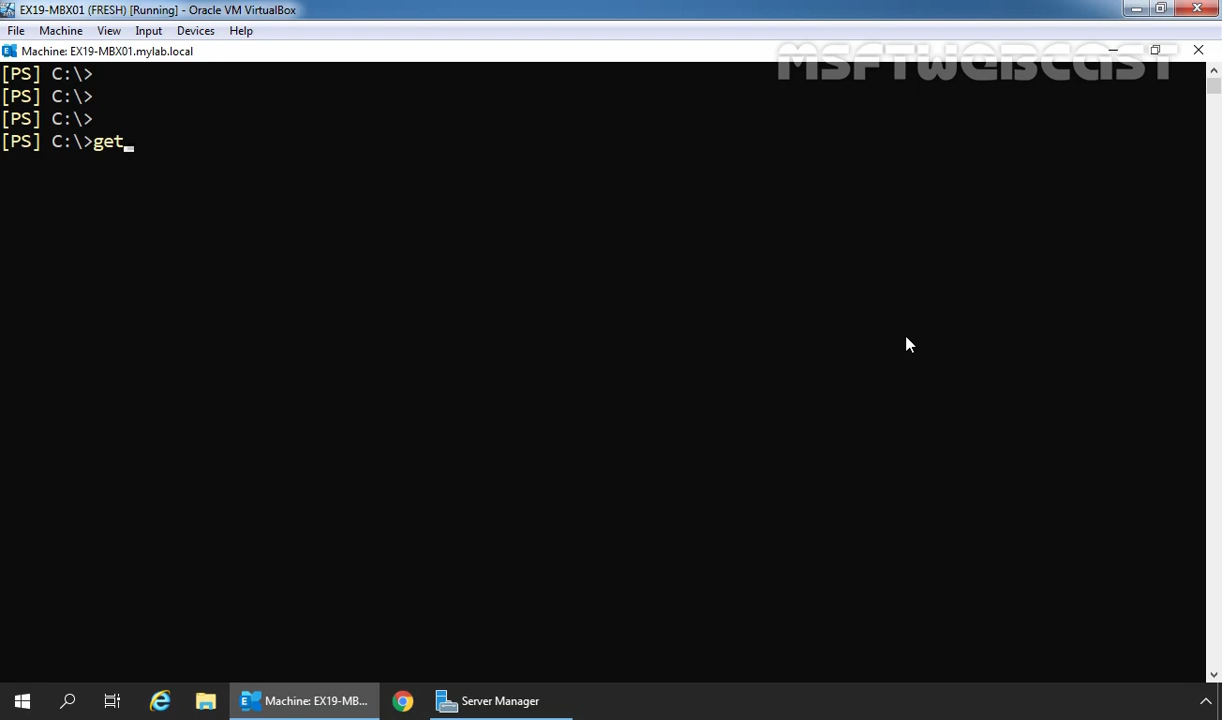 EX19-MBX01 (FRESH) [Running] - Oracle VM VirtualBox
File Machine View Input Devices Help
Machine: EX19-MBX01.mylab.local
MSFTWEBCAST
[PS] C:\>
[PS] C:\>
[PS] C:\>
[PS] C:\>get_
Machine: EX19-MB... Server Manager